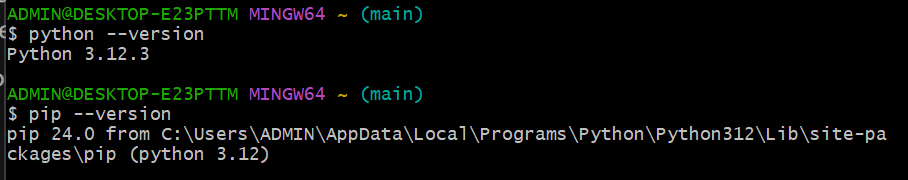 ADMIN@DESKTOP-E23PTTM MINGW64 ~ (main)
$ python --version
Python 3.12.3
ADMIN@DESKTOP-E23PTTM MINGW64 ~ (main)
$ pip --version
pip 24.0 from C:\Users\ADMIN\AppData\Local\Programs\Python\Python312\Lib\site-pa
ckages\pip (python 3.12)